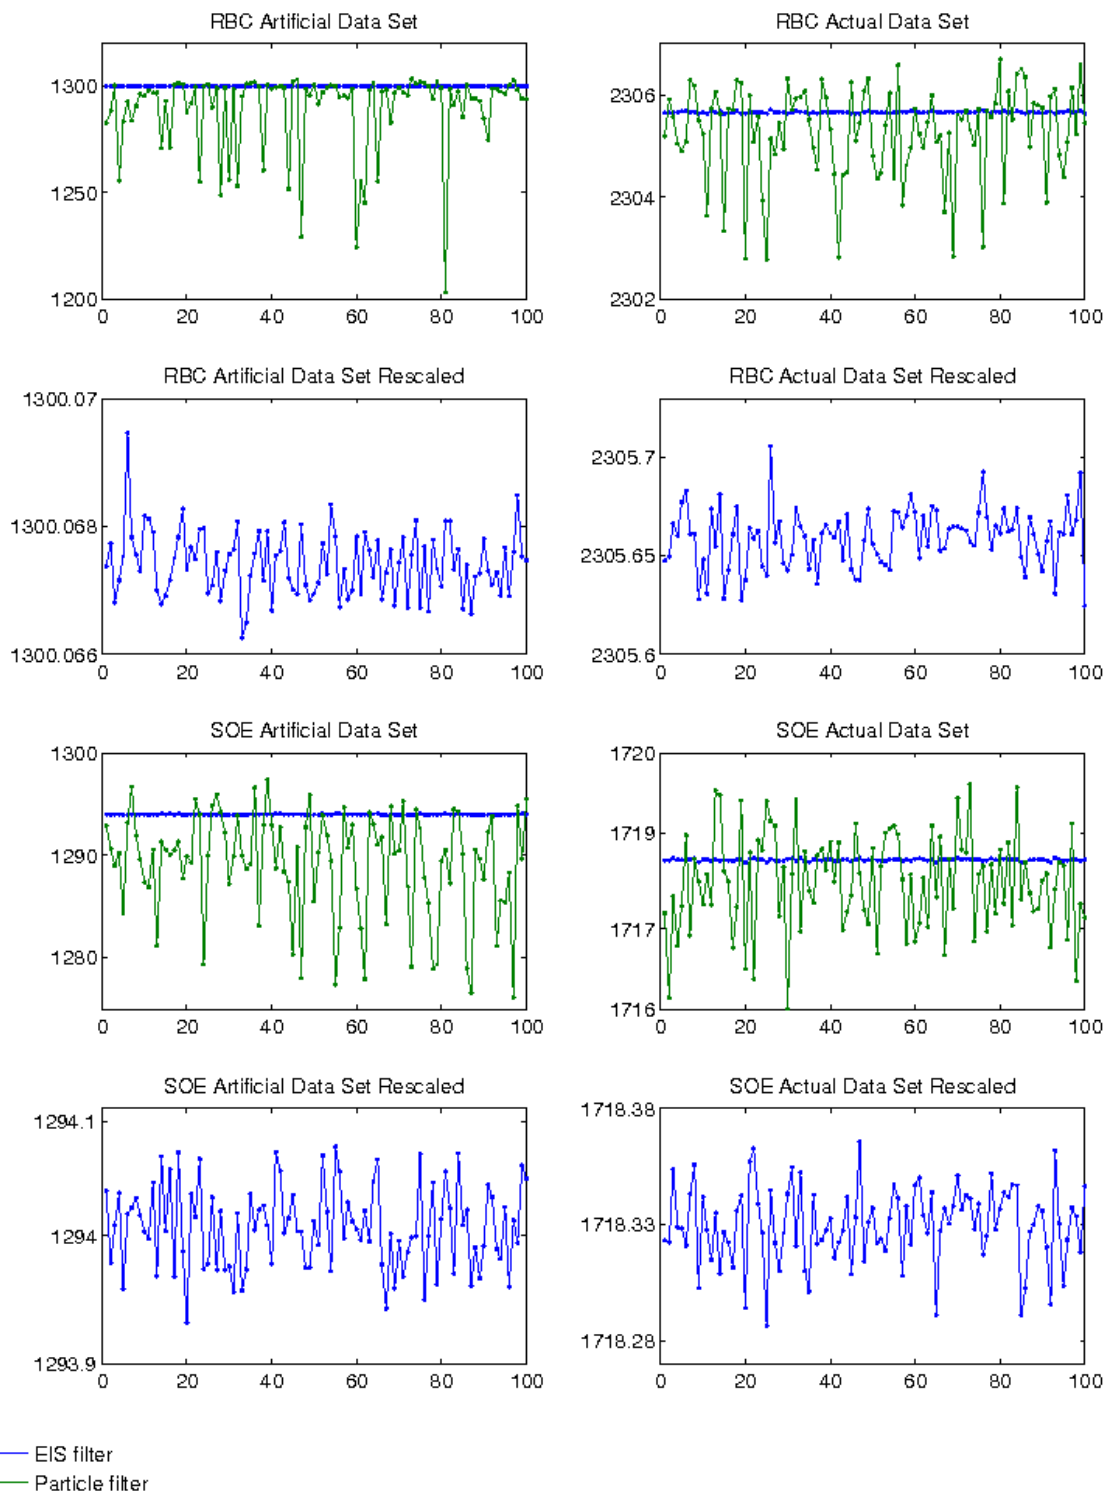 RBC Artificial Data Set
1300
1250
1200
0 20 40 60 80 100
RBC Actual Data Set
2306
2304
2302
0 20 40 60 80 100
RBC Artificial Data Set Rescaled
1300.07
1300.068
1300.066
0 20 40 60 80 100
RBC Actual Data Set Rescaled
2305.7
2305.65
2305.6
0 20 40 60 80 100
SOE Artificial Data Set
1300
1290
1280
0 20 40 60 80 100
SOE Actual Data Set
1720
1719
1717
1716
0 20 40 60 80 100
SOE Artificial Data Set Rescaled
1294.1
1294
1293.9
0 20 40 60 80 100
SOE Actual Data Set Rescaled
1718.38
1718.33
1718.28
0 20 40 60 80 100
EIS filter
Particle filter